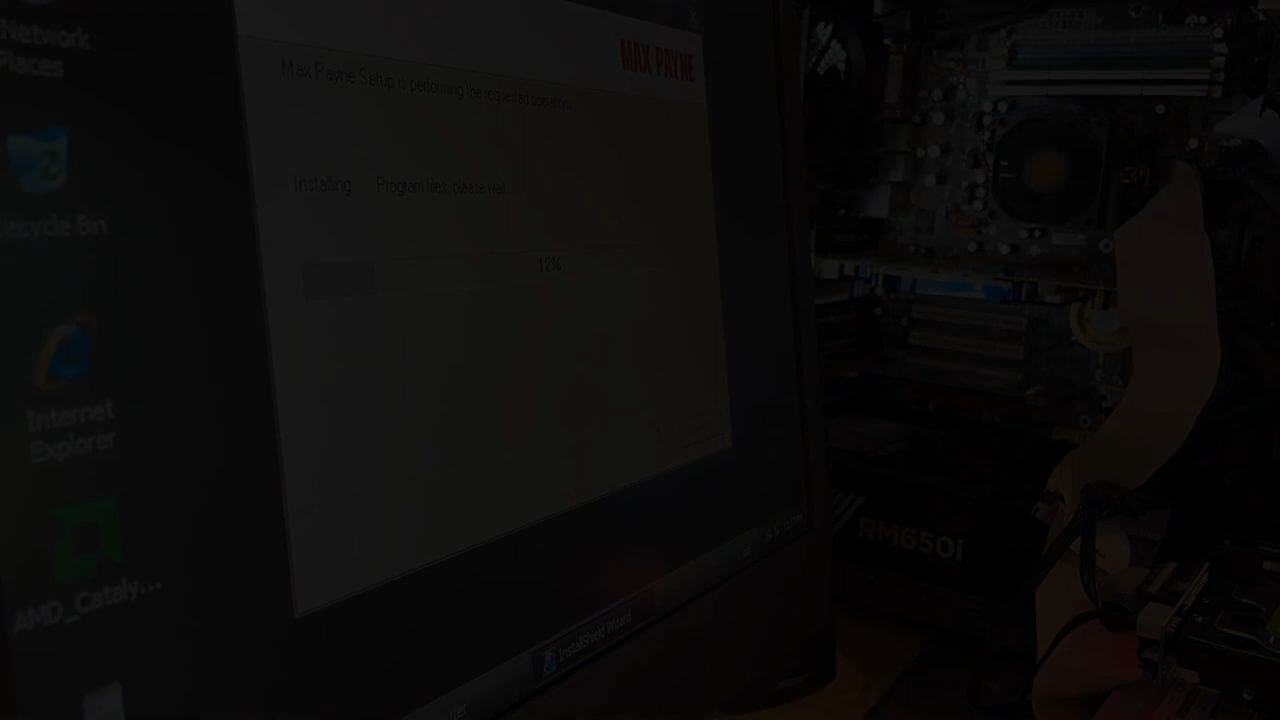 Network
Places
Recycle Bin
Internet
Explorer
AMD_Cataly...
MAX PAYNE
Max Payne Setup is performing the requested operations.
Installing
Program files, please wait...
12%
InstallShield Wizard
RM650i